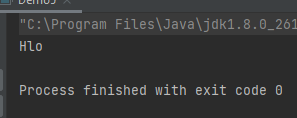 Demo5
"C:\Program Files\Java\jdk1.8.0_261
Hlo
Process finished with exit code 0